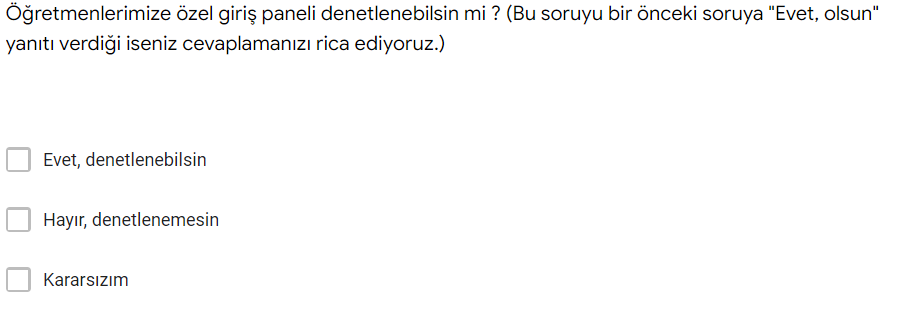 Öğretmenlerimize özel giriş paneli denetlenebilsin mi ? (Bu soruyu bir önceki soruya "Evet, olsun"
yanıtı verdiği iseniz cevaplamanızı rica ediyoruz.)
Evet, denetlenebilsin
Hayır, denetlenemesin
Kararsızım